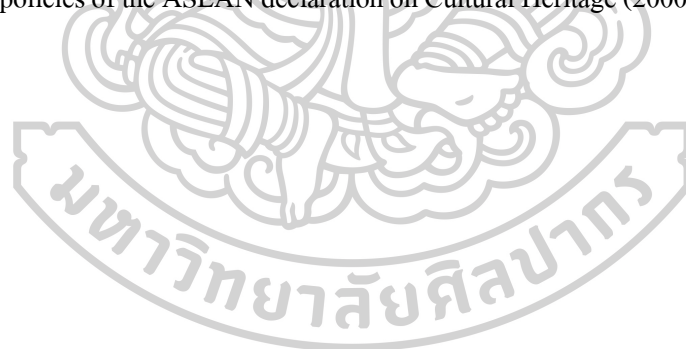 policies of the ASEAN declaration on Cultural Heritage (2000
มหาวิทยาลัยศิลปากร